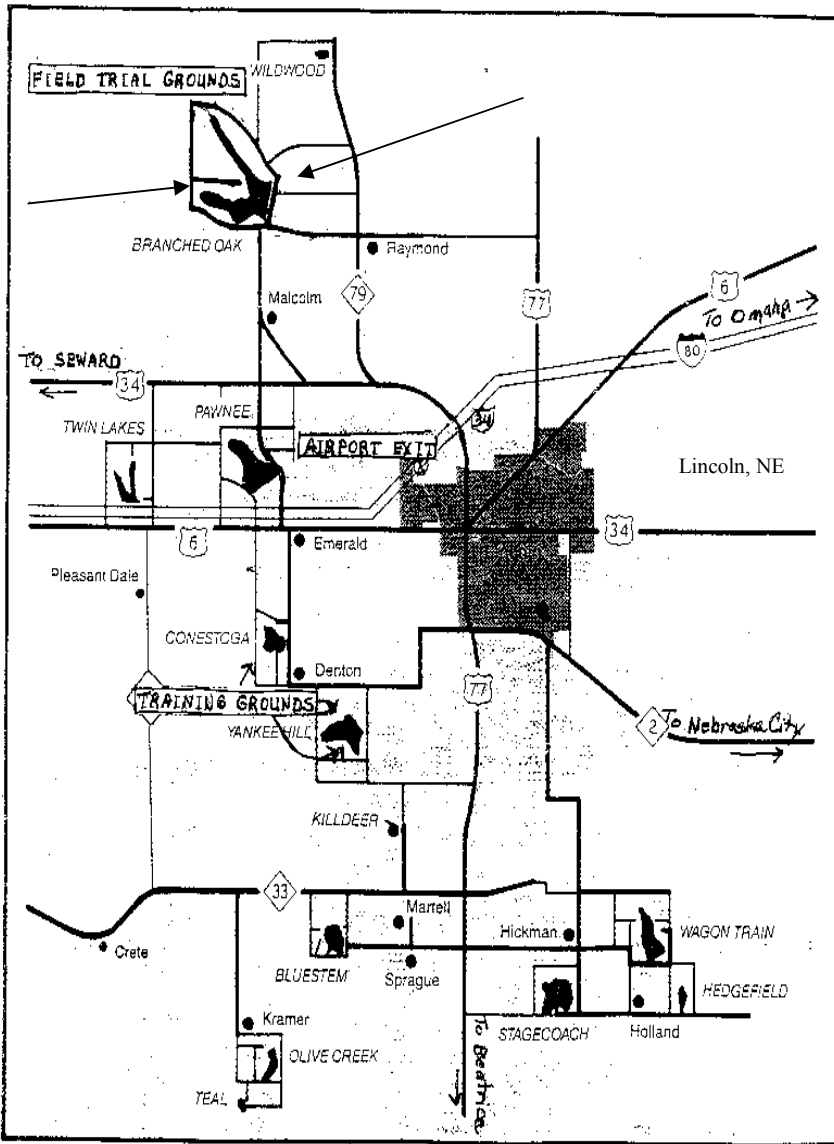 WILDWOOD
FIELD TRIAL GROUNDS
BRANCHED OAK
Raymond
79
77
6
Malcolm
To Omaha
80
TO SEWARD
34
34
PAWNEE
TWIN LAKES
AIRPORT EXIT
Lincoln, NE
6
Emerald
34
Pleasant Dale
CONESTOGA
Denton
77
TRAINING GROUNDS
2
To Nebraska City
YANKEE HILL
KILLDEER
33
Martell
Hickman
WAGON TRAIN
Crete
BLUESTEM
Sprague
HEDGEFIELD
Kramer
STAGECOACH
Holland
To Beatrice
OLIVE CREEK
TEAL